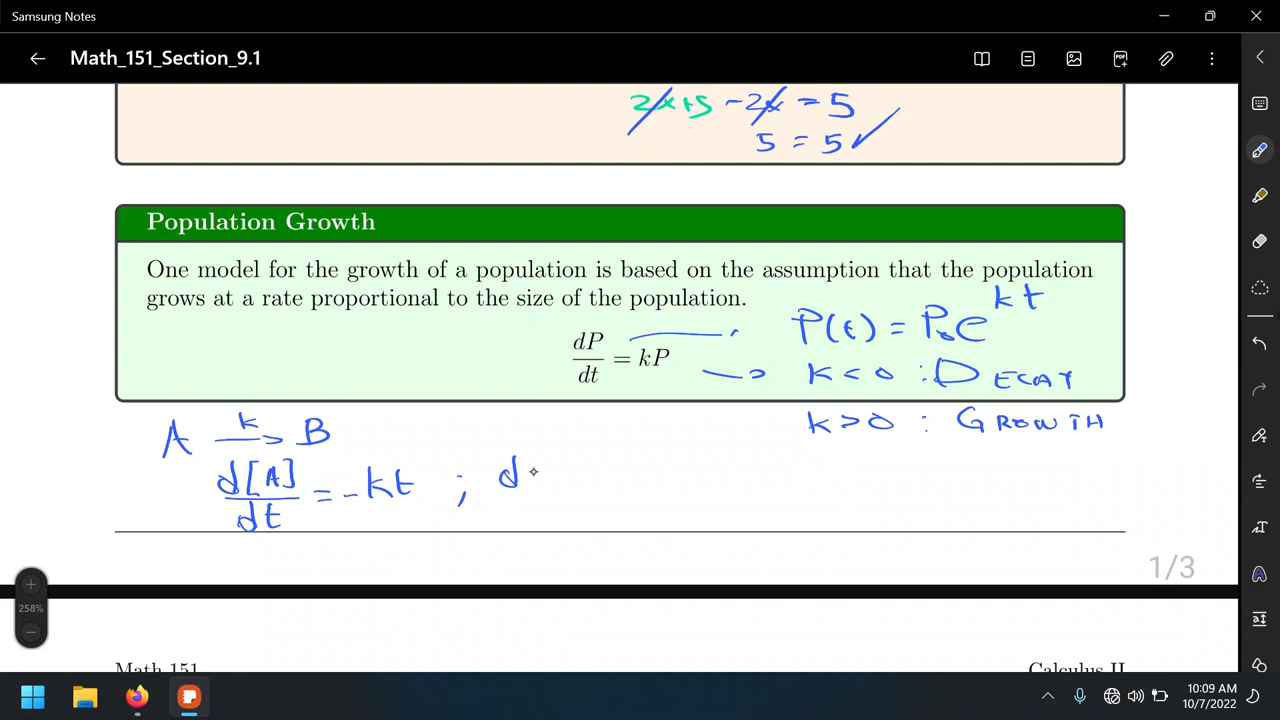 Samsung Notes
Math_151_Section_9.1
2x+5 - 2x = 5
5 = 5 ✓
Population Growth
One model for the growth of a population is based on the assumption that the population
grows at a rate proportional to the size of the population.
dP/dt = kP
P(t) = P₀e^kt
k < 0 : DECAY
k > 0 : GROWTH
A →k B
d[A]/dt = -kt ; d
1/3
258%
Math 151
Calculus II
10:09 AM
10/7/2022